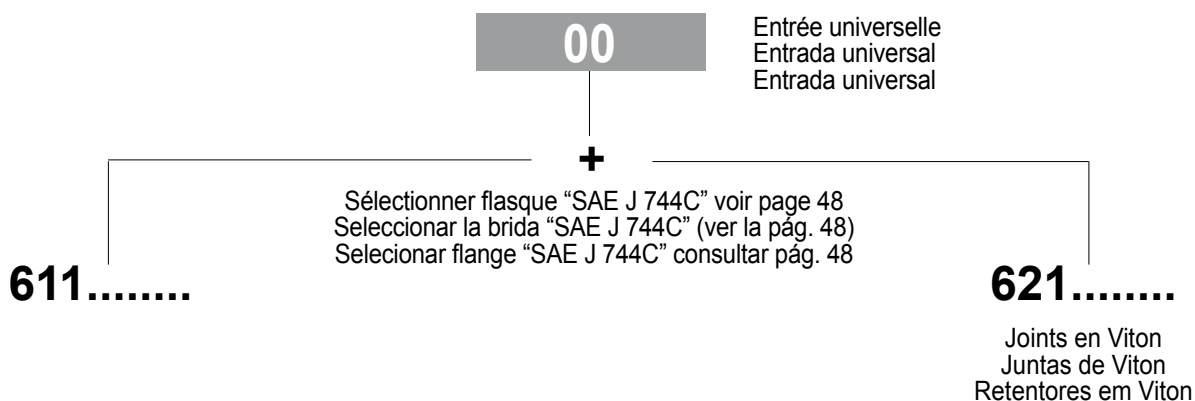 00
Entrée universelle
Entrada universal
Entrada universal
+
Sélectionner flasque “SAE J 744C” voir page 48
Seleccionar la brida “SAE J 744C” (ver la pág. 48)
Selecionar flange “SAE J 744C” consultar pág. 48
611........
621........
Joints en Viton
Juntas de Viton
Retentores em Viton